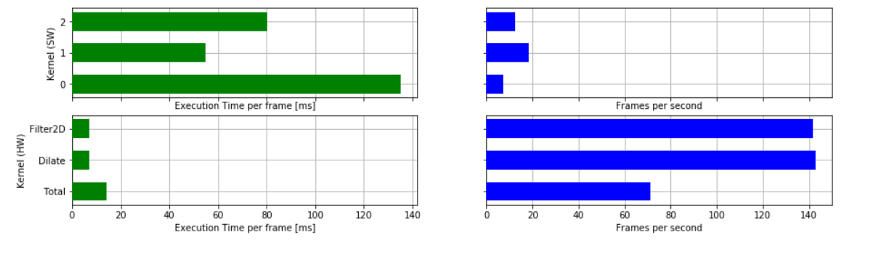 Kernel (SW)
2
1
0
Execution Time per frame [ms]
Frames per second
Kernel (HW)
Filter2D
Dilate
Total
0 20 40 60 80 100 120 140
Execution Time per frame [ms]
0 20 40 60 80 100 120 140
Frames per second